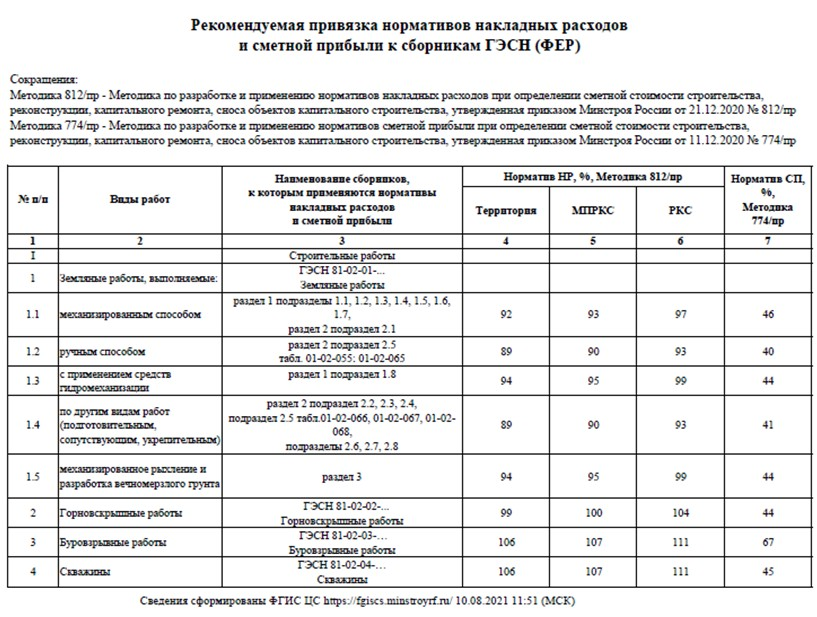 Рекомендуемая привязка нормативов накладных расходов
и сметной прибыли к сборникам ГЭСН (ФЕР)
Сокращения:
Методика 812/пр - Методика по разработке и применению нормативов накладных расходов при определении сметной стоимости строительства,
реконструкции, капитального ремонта, сноса объектов капитального строительства, утвержденная приказом Минстроя России от 21.12.2020 № 812/пр
Методика 774/пр - Методика по разработке и применению нормативов сметной прибыли при определении сметной стоимости строительства,
реконструкции, капитального ремонта, сноса объектов капитального строительства, утвержденная приказом Минстроя России от 11.12.2020 № 774/пр
№ п/п
Виды работ
Наименование сборников,
к которым применяются нормативы
накладных расходов
и сметной прибыли
Норматив НР, %, Методика 812/пр
Территория
МПРКС
РКС
Норматив СП,
%,
Методика
774/пр
1 2 3 4 5 6 7
I Строительные работы
1 Земляные работы, выполняемые:
ГЭСН 81-02-01-...
Земляные работы
1.1 механизированным способом
раздел 1 подразделы 1.1, 1.2, 1.3, 1.4, 1.5, 1.6,
1.7,
раздел 2 подраздел 2.1
92 93 97 46
1.2 ручным способом
раздел 2 подраздел 2.5
табл. 01-02-055: 01-02-065
89 90 93 40
1.3 с применением средств
гидромеханизации
раздел 1 подраздел 1.8
94 95 99 44
1.4 по другим видам работ
(подготовительным,
сопутствующим, укрепительным)
раздел 2 подраздел 2.2, 2.3, 2.4,
подраздел 2.5 табл.01-02-066, 01-02-067, 01-02-
068,
подразделы 2.6, 2.7, 2.8
89 90 93 41
1.5 механизированное рыхление и
разработка вечномерзлого грунта
раздел 3
94 95 99 44
2 Горновскрышные работы
ГЭСН 81-02-02-...
Горновскрышные работы
99 100 104 44
3 Буровзрывные работы
ГЭСН 81-02-03-…
Буровзрывные работы
106 107 111 67
4 Скважины
ГЭСН 81-02-04-…
Скважины
106 107 111 45
Сведения сформированы ФГИС ЦС https://fgiscs.minstroyrf.ru/ 10.08.2021 11:51 (МСК)